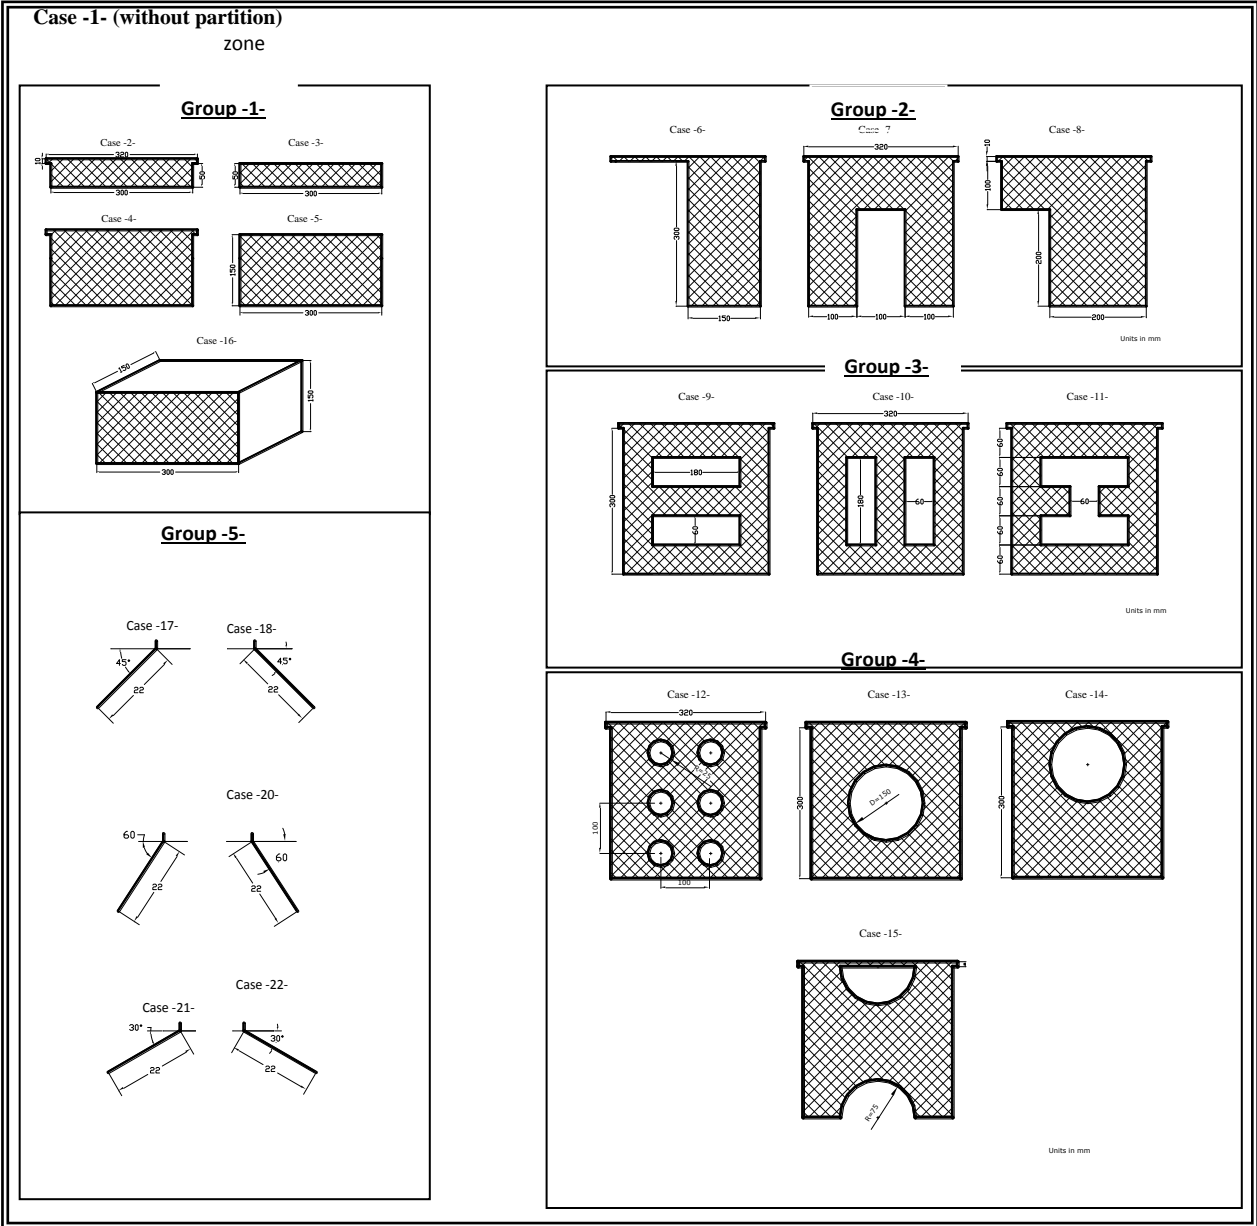 Case -1- (without partition)
zone
Group -1-
Case -2-
320
10
50
300
Case -3-
50
300
Case -4-
Case -5-
150
300
Case -16-
150
150
300
Group -2-
Case -6-
300
150
Case -7
320
100
100
100
Case -8-
10
100
200
200
Units in mm
Group -3-
Case -9-
180
300
60
Case -10-
320
180
60
Case -11-
60
60
60
60
60
Units in mm
Group -4-
Case -12-
320
R=25
100
100
Case -13-
300
D=150
Case -14-
300
Case -15-
R=75
Units in mm
Group -5-
Case -17-
45°
22
Case -18-
45°
22
Case -20-
60
22
60
22
Case -21-
30°
22
Case -22-
30°
22